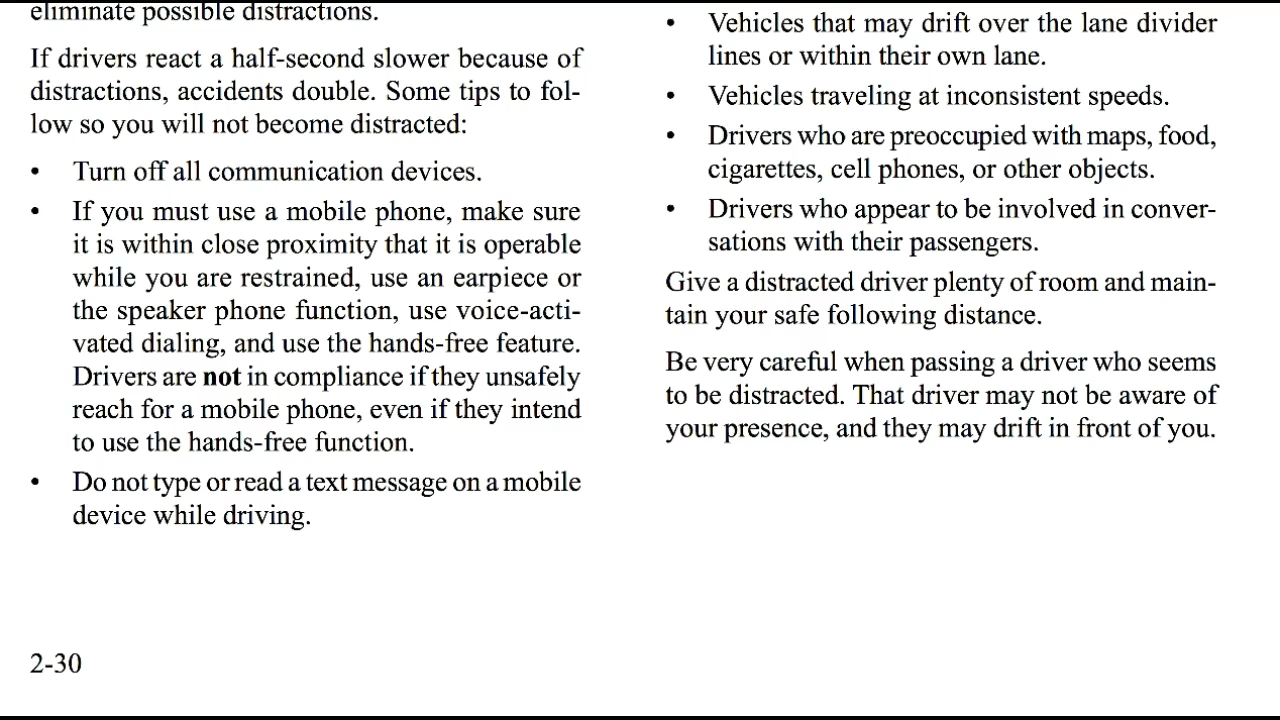 eliminate possible distractions.
If drivers react a half-second slower because of
distractions, accidents double. Some tips to fol-
low so you will not become distracted:
• Turn off all communication devices.
• If you must use a mobile phone, make sure
it is within close proximity that it is operable
while you are restrained, use an earpiece or
the speaker phone function, use voice-acti-
vated dialing, and use the hands-free feature.
Drivers are not in compliance if they unsafely
reach for a mobile phone, even if they intend
to use the hands-free function.
• Do not type or read a text message on a mobile
device while driving.
2-30
• Vehicles that may drift over the lane divider
lines or within their own lane.
• Vehicles traveling at inconsistent speeds.
• Drivers who are preoccupied with maps, food,
cigarettes, cell phones, or other objects.
• Drivers who appear to be involved in conver-
sations with their passengers.
Give a distracted driver plenty of room and main-
tain your safe following distance.
Be very careful when passing a driver who seems
to be distracted. That driver may not be aware of
your presence, and they may drift in front of you.